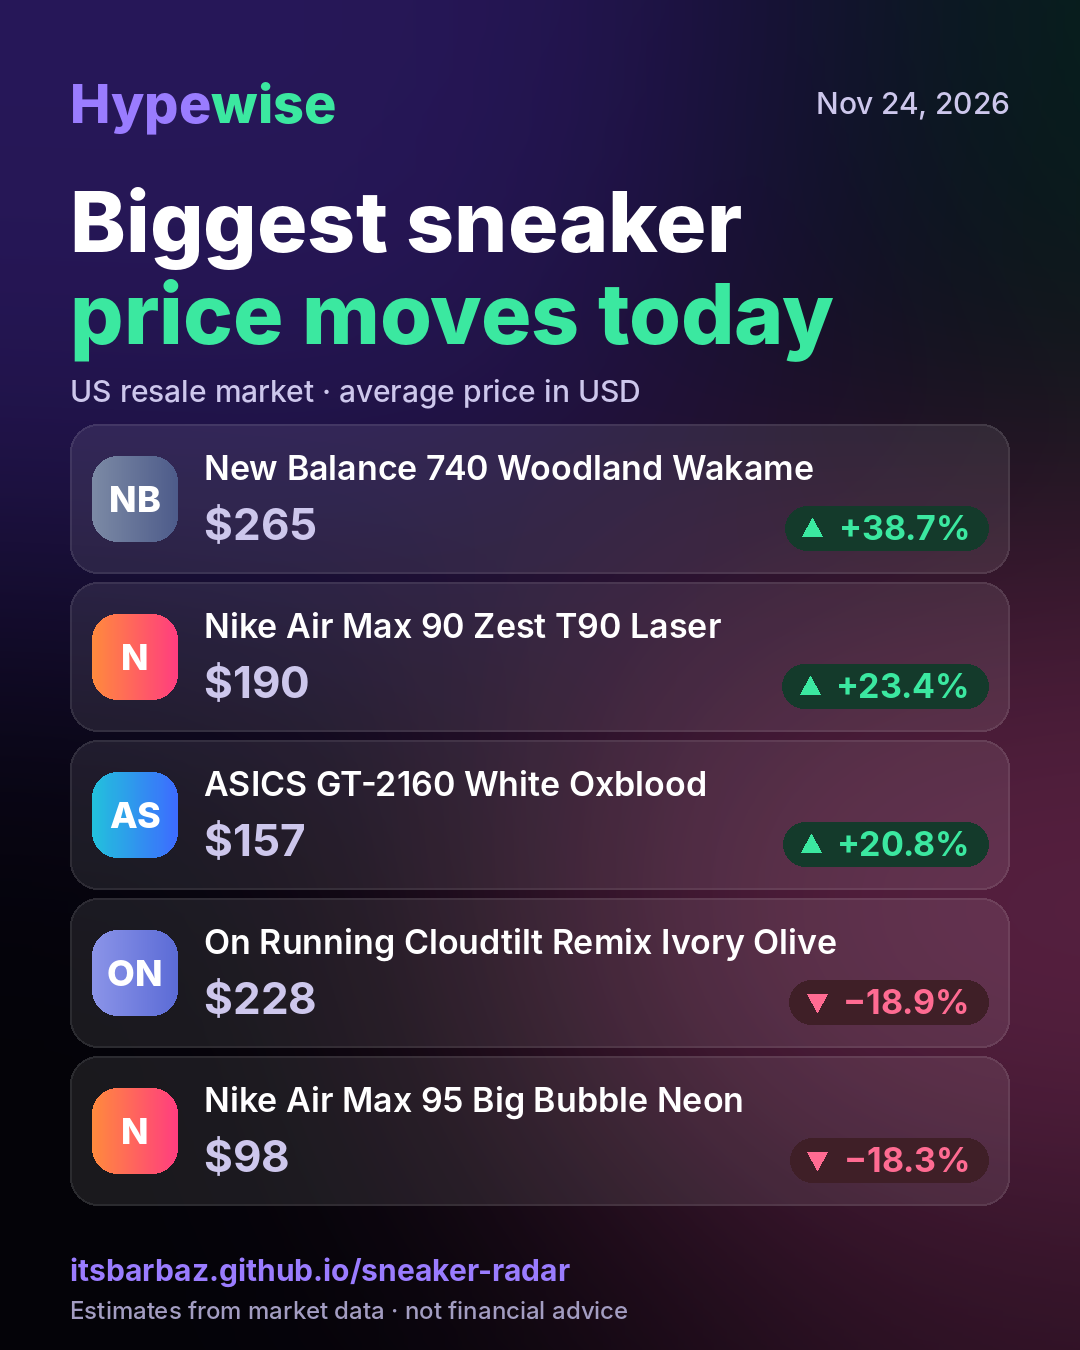 Hypewise
Nov 24, 2026
Biggest sneaker
price moves today
US resale market · average price in USD
NB
New Balance 740 Woodland Wakame
$265
▲ +38.7%
N
Nike Air Max 90 Zest T90 Laser
$190
▲ +23.4%
AS
ASICS GT-2160 White Oxblood
$157
▲ +20.8%
ON
On Running Cloudtilt Remix Ivory Olive
$228
▼ −18.9%
N
Nike Air Max 95 Big Bubble Neon
$98
▼ −18.3%
itsbarbaz.github.io/sneaker-radar
Estimates from market data · not financial advice